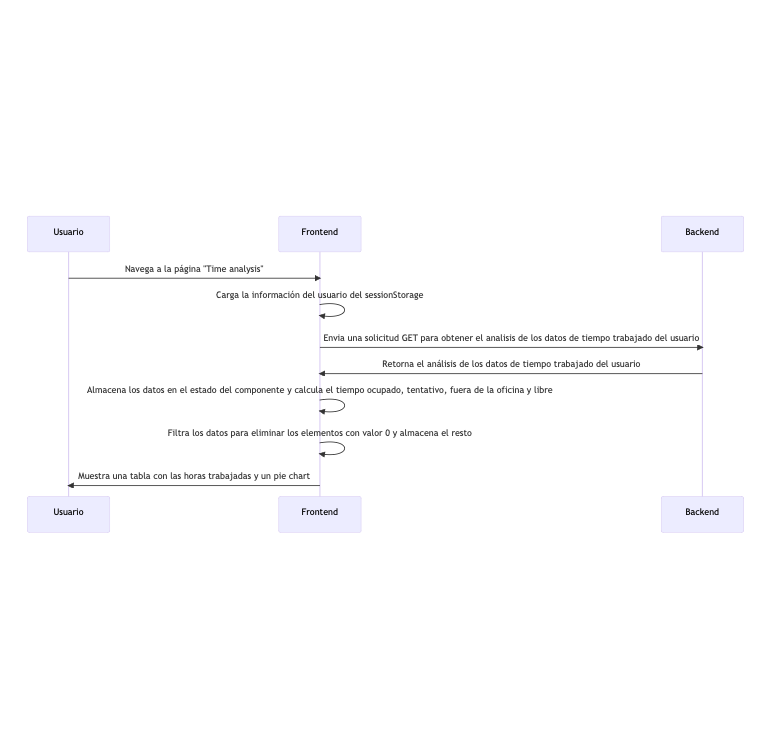 Usuario
Frontend
Backend
Navega a la página "Time analysis"
Carga la información del usuario del sessionStorage
Envia una solicitud GET para obtener el analisis de los datos de tiempo trabajado del usuario
Retorna el análisis de los datos de tiempo trabajado del usuario
Almacena los datos en el estado del componente y calcula el tiempo ocupado, tentativo, fuera de la oficina y libre
Filtra los datos para eliminar los elementos con valor 0 y almacena el resto
Muestra una tabla con las horas trabajadas y un pie chart
Usuario
Frontend
Backend